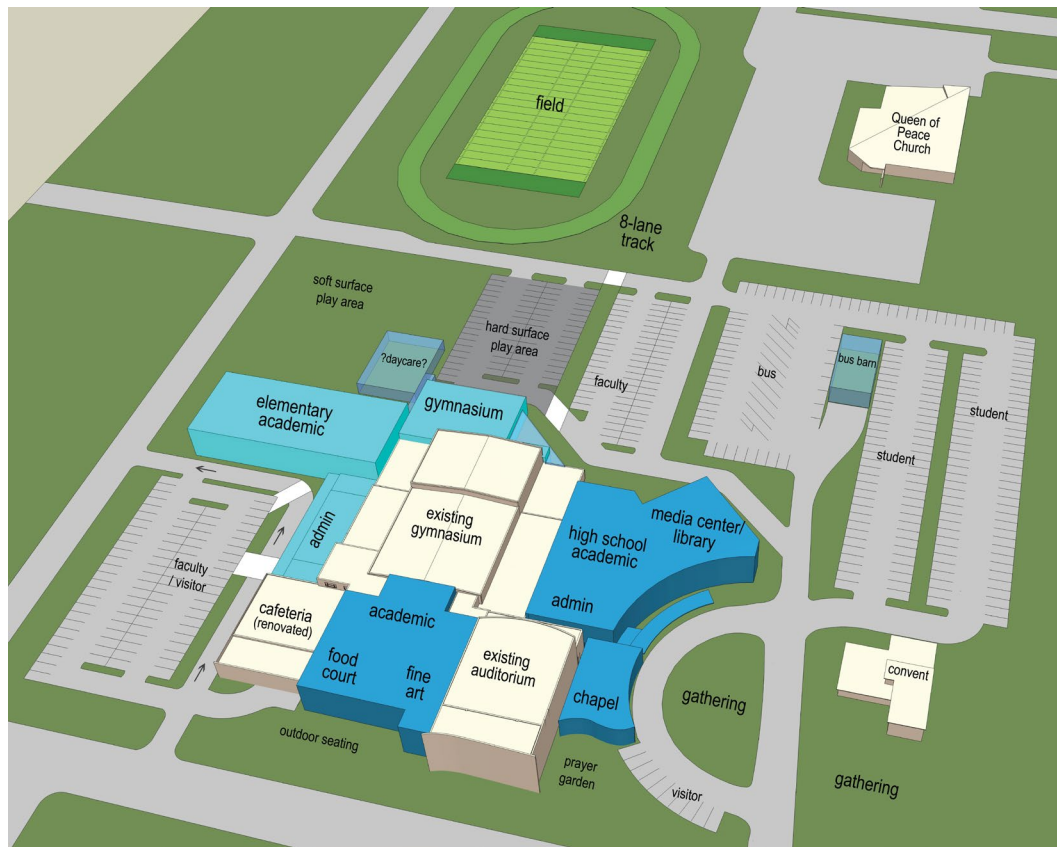 field
Queen of
Peace
Church
8-lane
track
soft surface
play area
hard surface
play area
?daycare?
faculty
bus
bus barn
student
student
elementary
academic
gymnasium
admin
existing
gymnasium
media center/
library
high school
academic
admin
faculty
/ visitor
cafeteria
(renovated)
academic
food
court
fine
art
existing
auditorium
chapel
gathering
convent
outdoor seating
prayer
garden
visitor
gathering